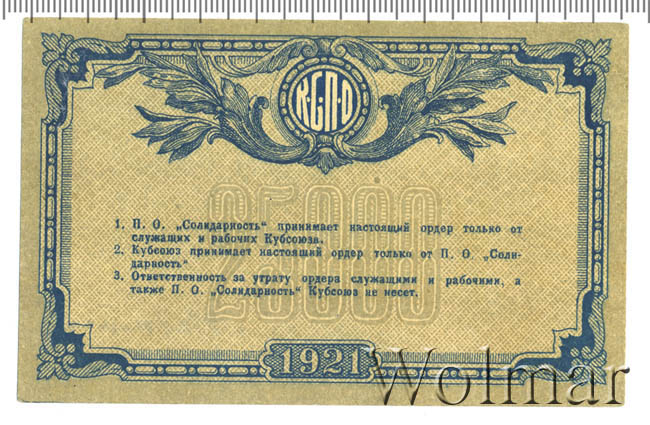 К·С·П·О
25000
1. П. О. „Солидарность“ принимает настоящий ордер только от
служащих и рабочих Кубсоюза.
2. Кубсоюз принимает настоящий ордер только от П. О. „Соли-
дарность“
3. Ответственность за утрату ордера служащими и рабочими, а
также П. О. „Солидарность“ Кубсоюз не несет.
25000
1921
Wolmar